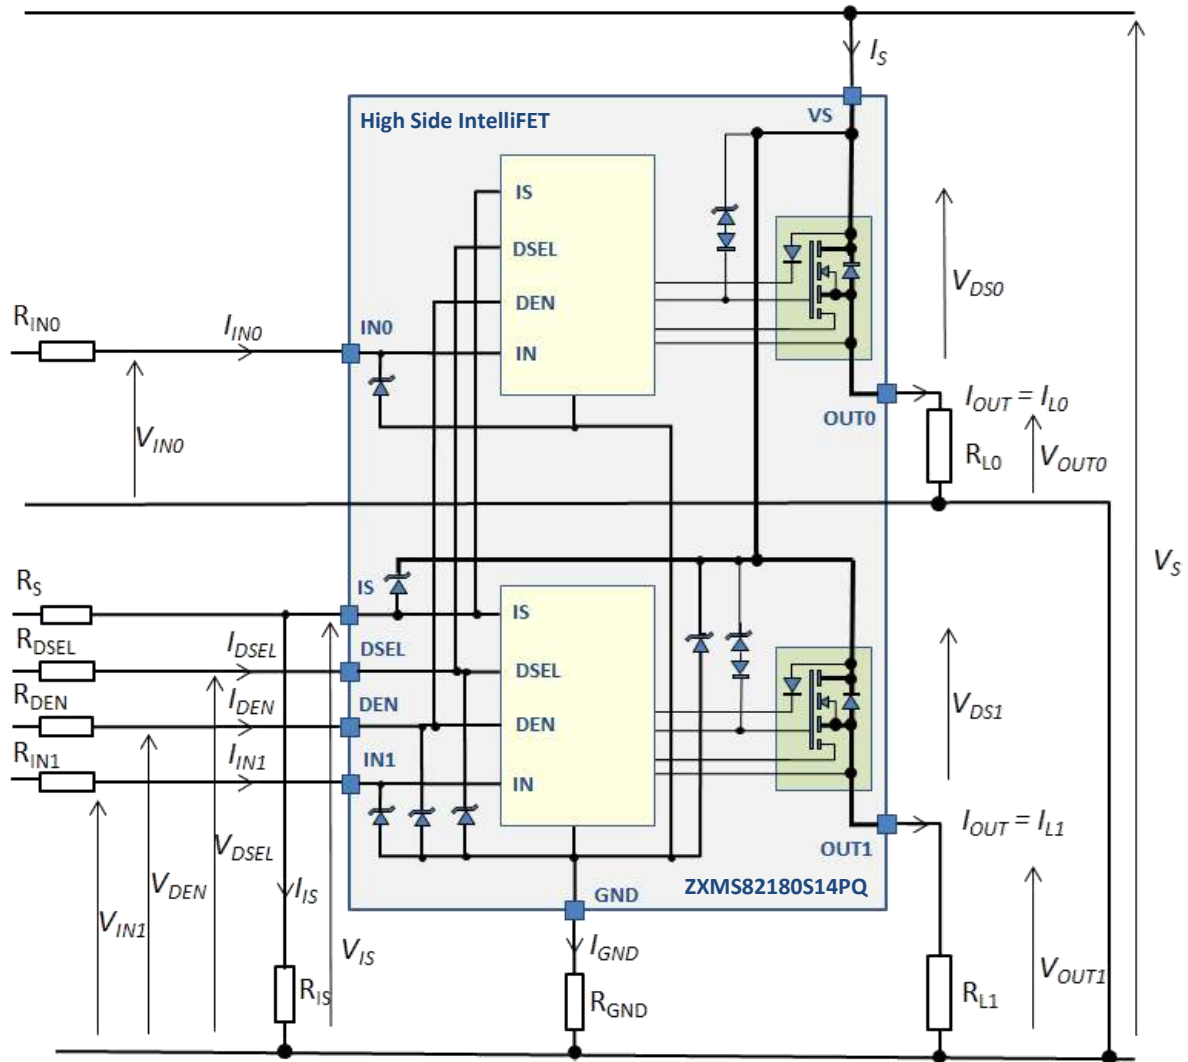 I_S
High Side IntelliFET
VS
IS
DSEL
V_DS0
DEN
R_IN0
I_IN0
IN0
IN
OUT0
I_OUT = I_L0
V_IN0
R_L0
V_OUT0
V_S
R_S
IS
IS
R_DSEL
I_DSEL
DSEL
DSEL
V_DS1
R_DEN
I_DEN
DEN
DEN
R_IN1
I_IN1
IN1
IN
I_OUT = I_L1
V_DSEL
OUT1
V_DEN
I_IS
ZXMS82180S14PQ
GND
V_IN1
V_IS
I_GND
V_OUT1
R_IS
R_GND
R_L1